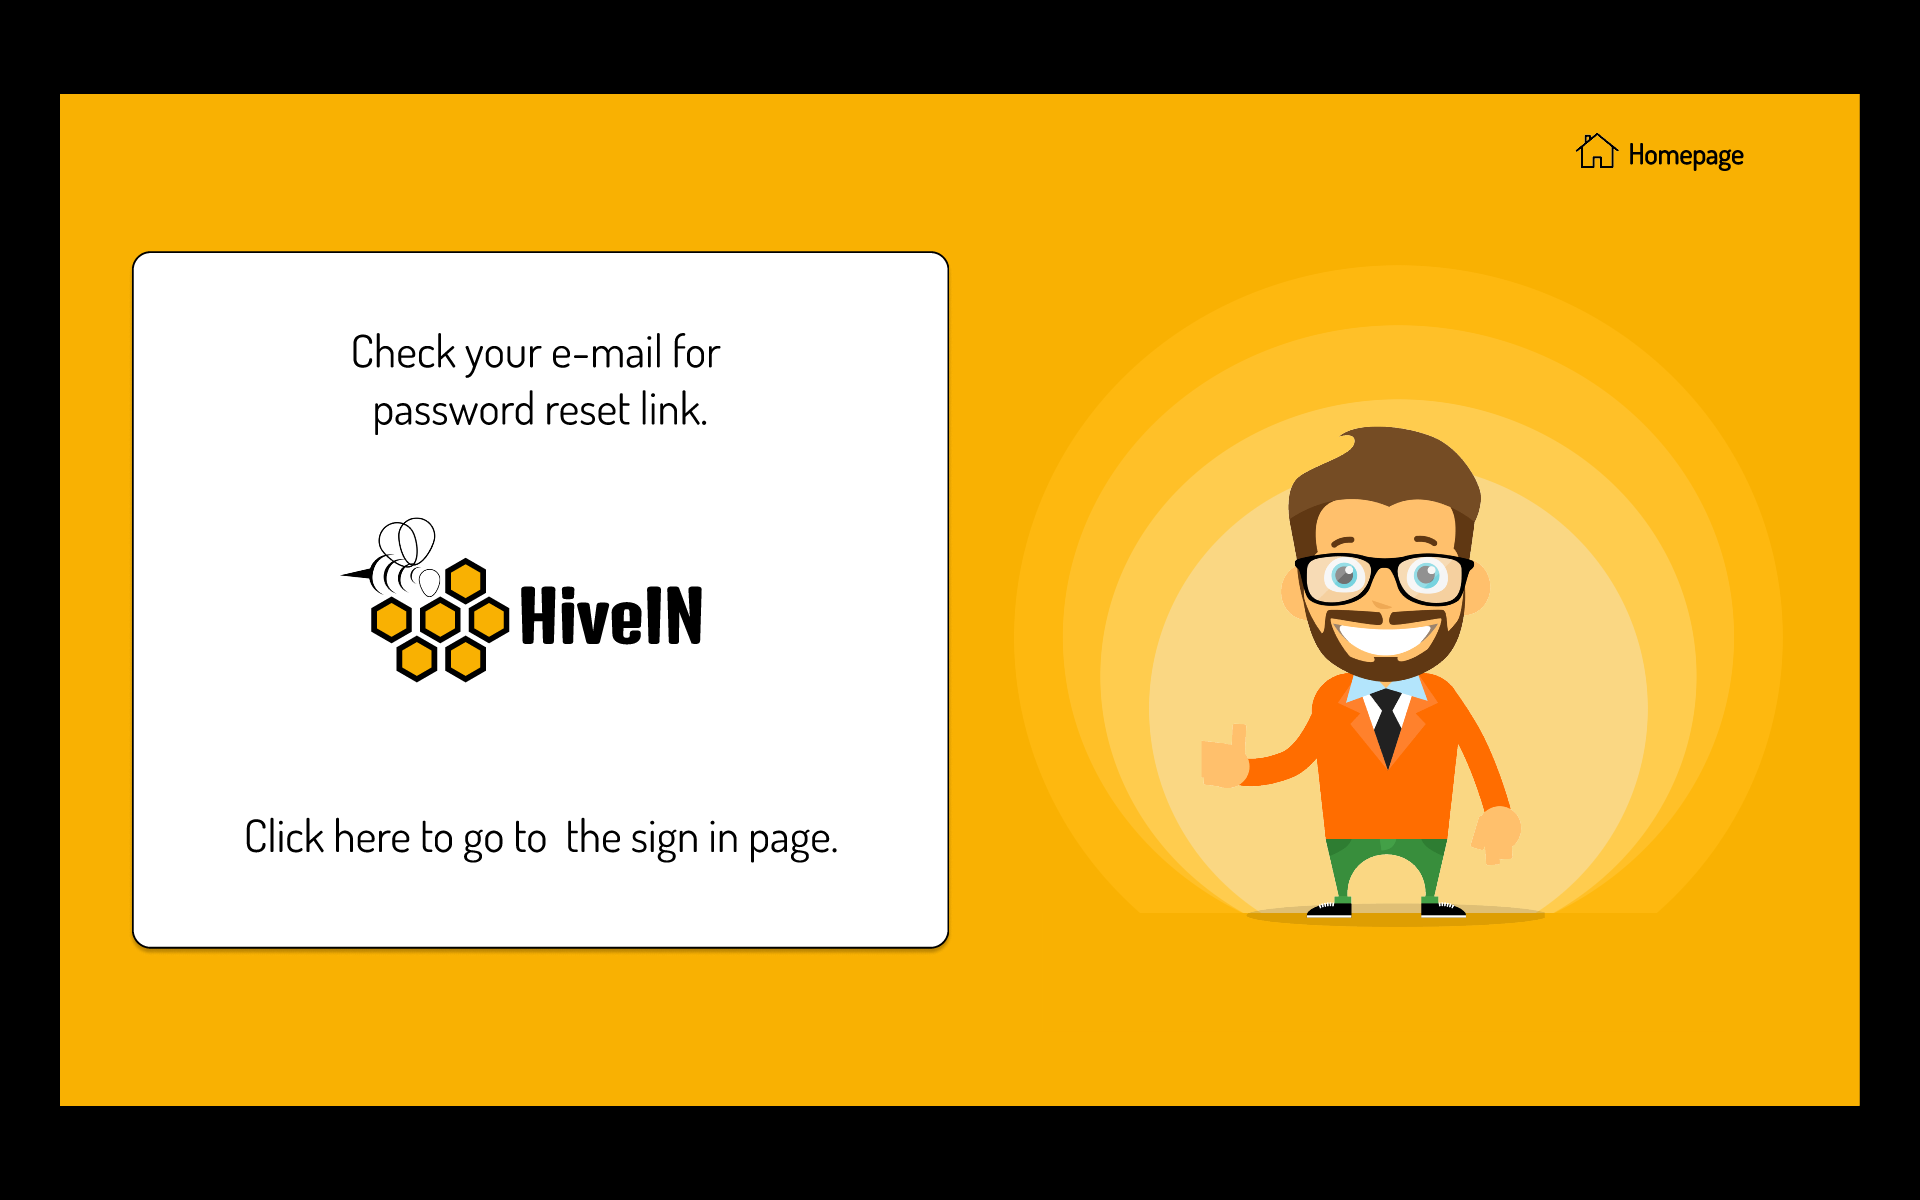 Homepage
Check your e-mail for
password reset link.
HiveIN
Click here to go to  the sign in page.